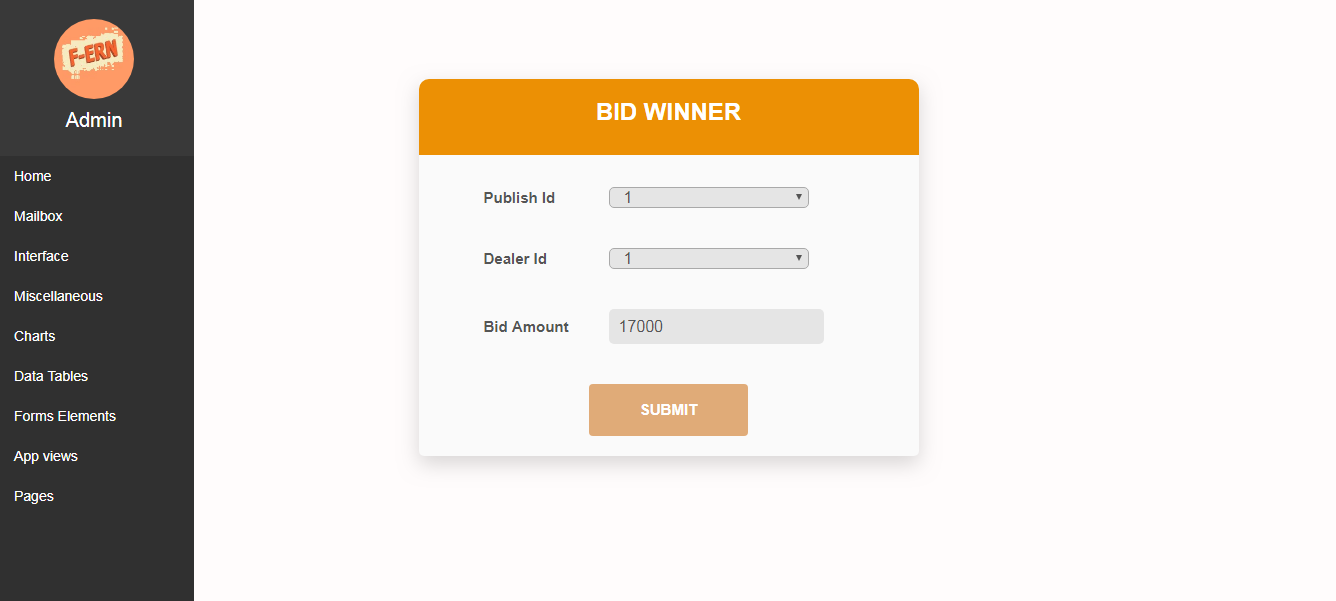 F-ERN
Admin
Home
Mailbox
Interface
Miscellaneous
Charts
Data Tables
Forms Elements
App views
Pages
BID WINNER
Publish Id 1
Dealer Id 1
Bid Amount 17000
SUBMIT